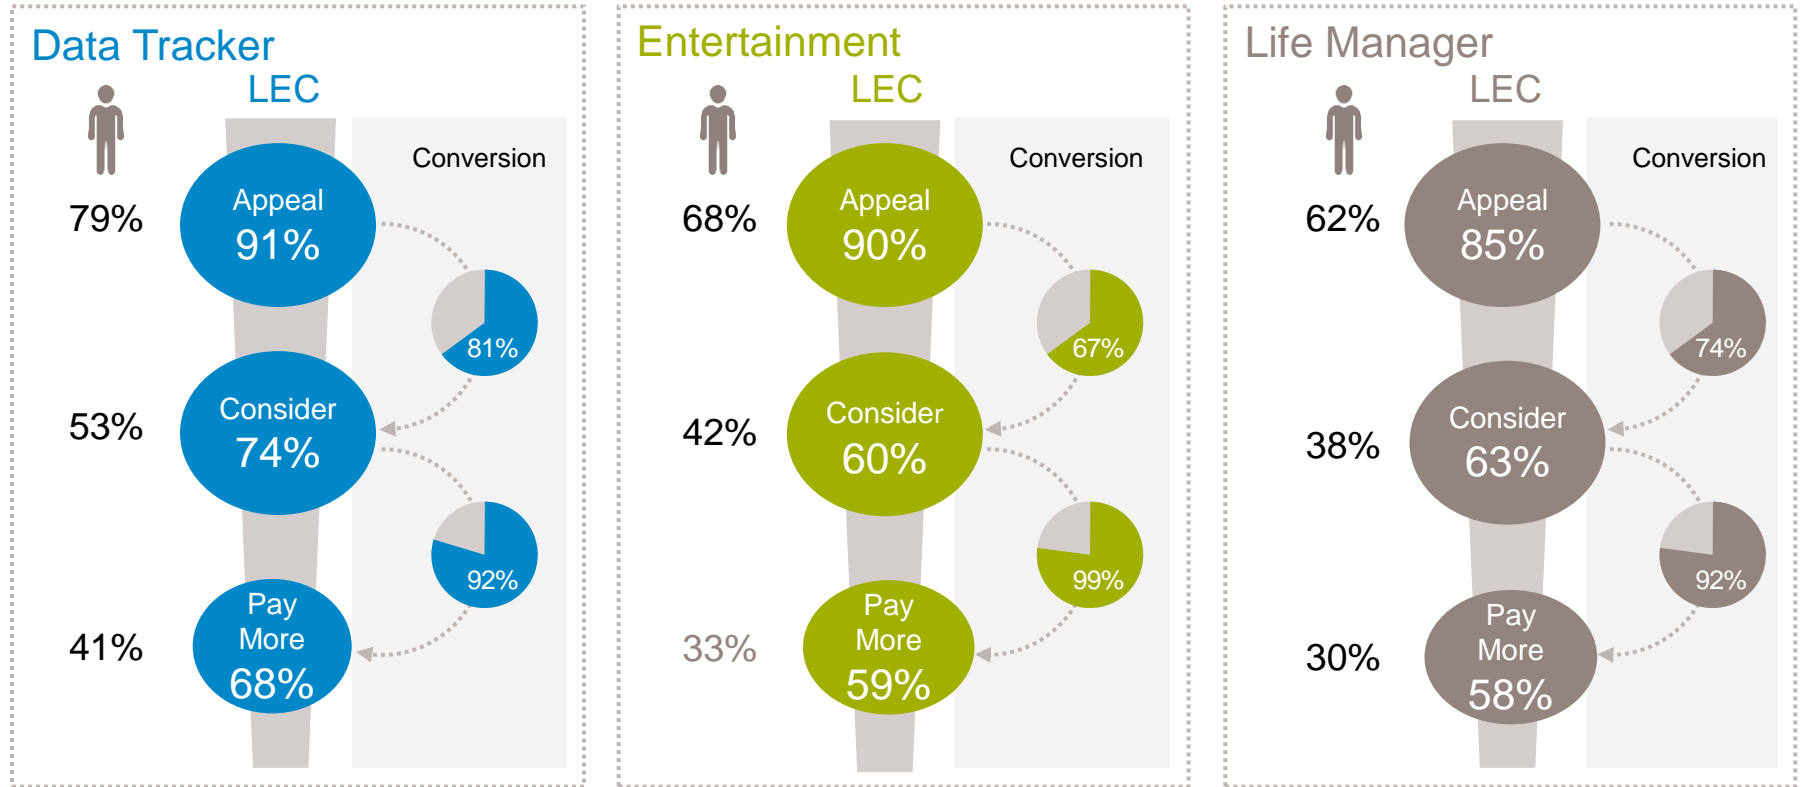 Data Tracker
LEC
Conversion
79%
Appeal
91%
81%
53%
Consider
74%
92%
41%
Pay
More
68%
Entertainment
LEC
Conversion
68%
Appeal
90%
67%
42%
Consider
60%
99%
33%
Pay
More
59%
Life Manager
LEC
Conversion
62%
Appeal
85%
74%
38%
Consider
63%
92%
30%
Pay
More
58%